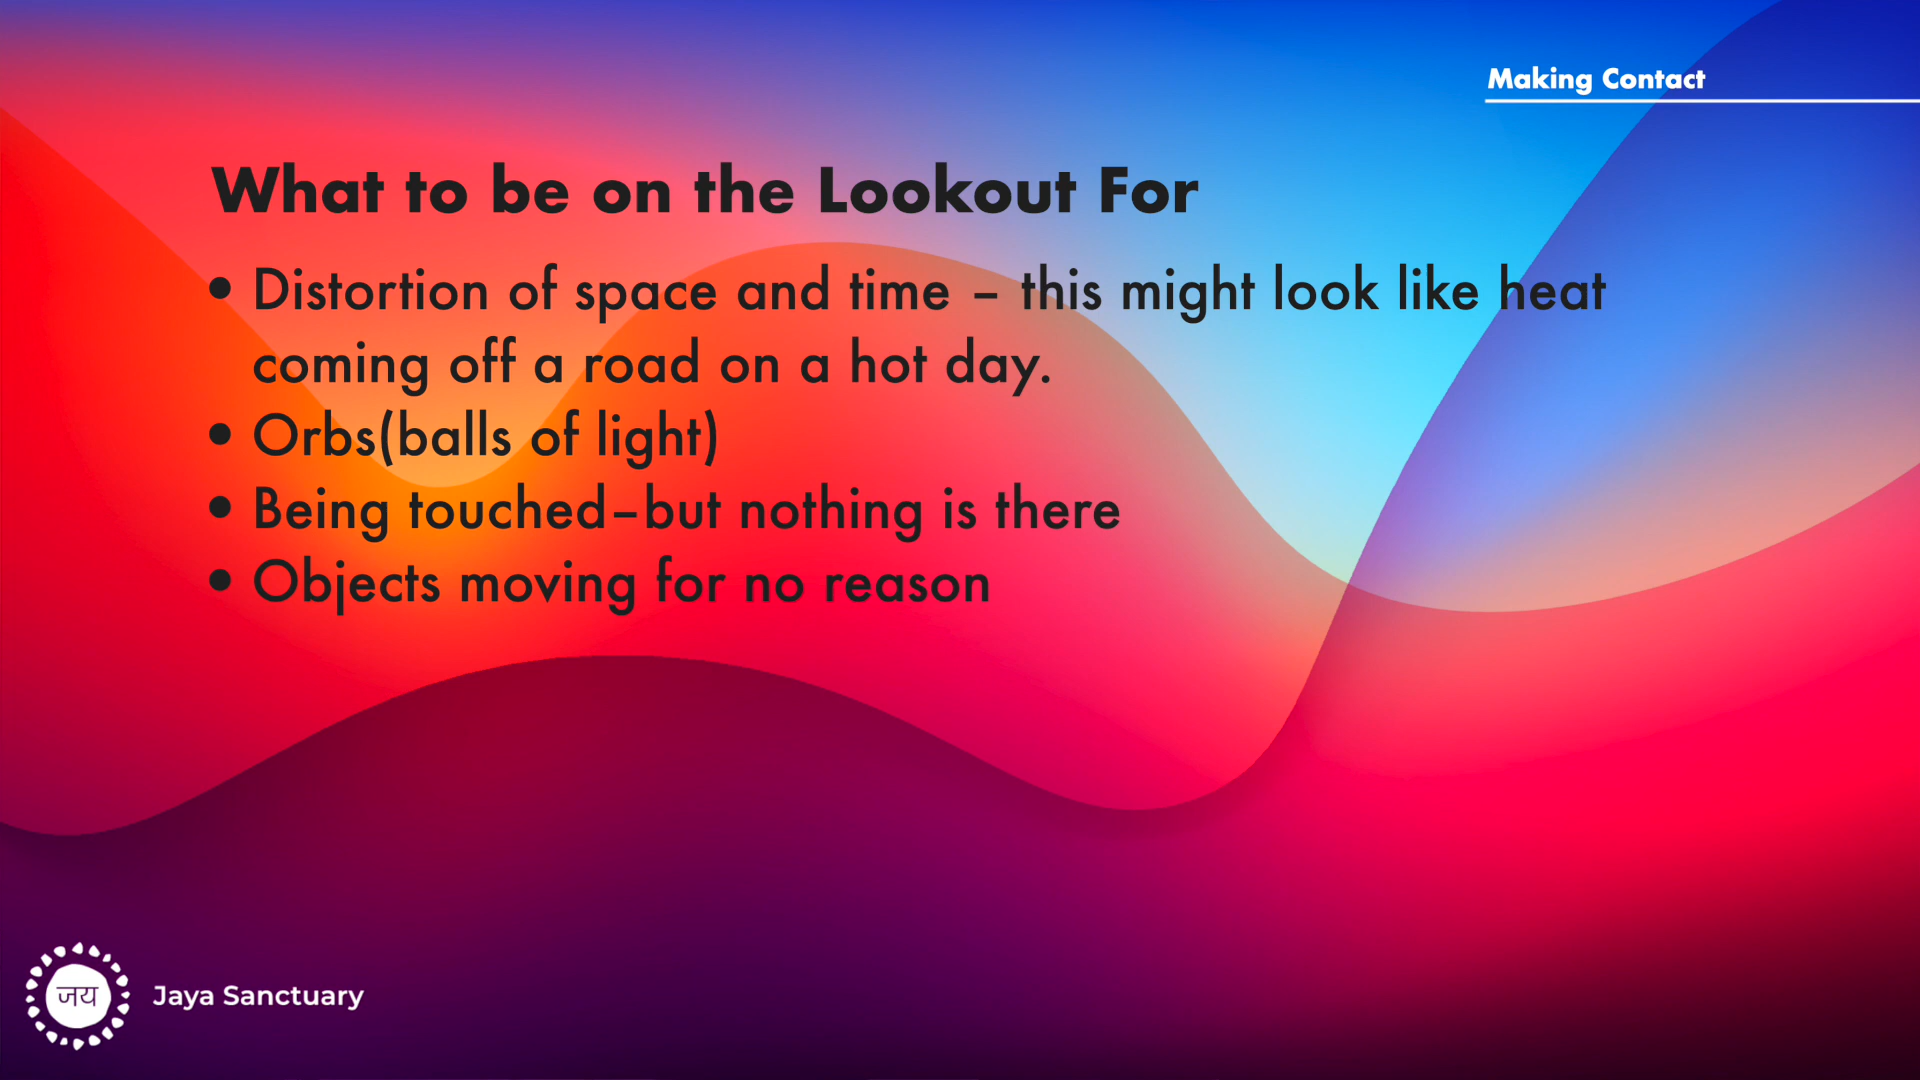 Making Contact
What to be on the Lookout For
• Distortion of space and time – this might look like heat
coming off a road on a hot day.
• Orbs(balls of light)
• Being touched–but nothing is there
• Objects moving for no reason
जय
Jaya Sanctuary